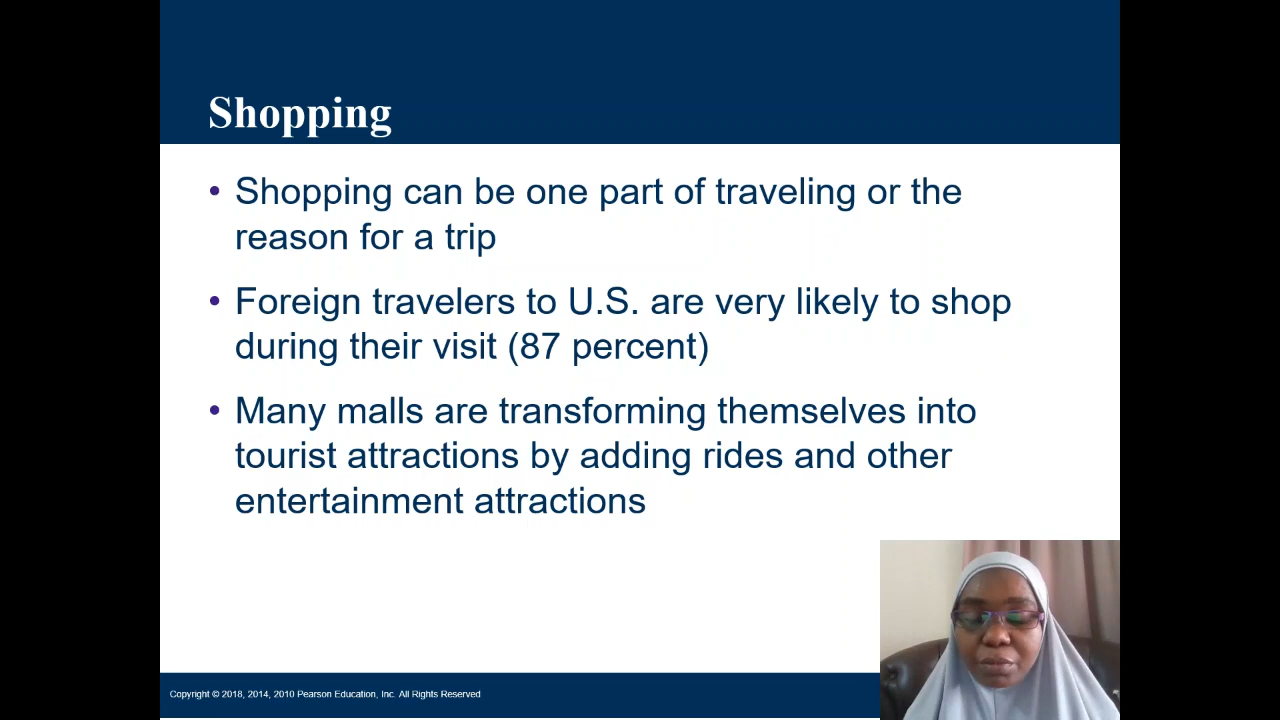 Shopping
• Shopping can be one part of traveling or the
reason for a trip
• Foreign travelers to U.S. are very likely to shop
during their visit (87 percent)
• Many malls are transforming themselves into
tourist attractions by adding rides and other
entertainment attractions
Copyright © 2018, 2014, 2010 Pearson Education, Inc. All Rights Reserved